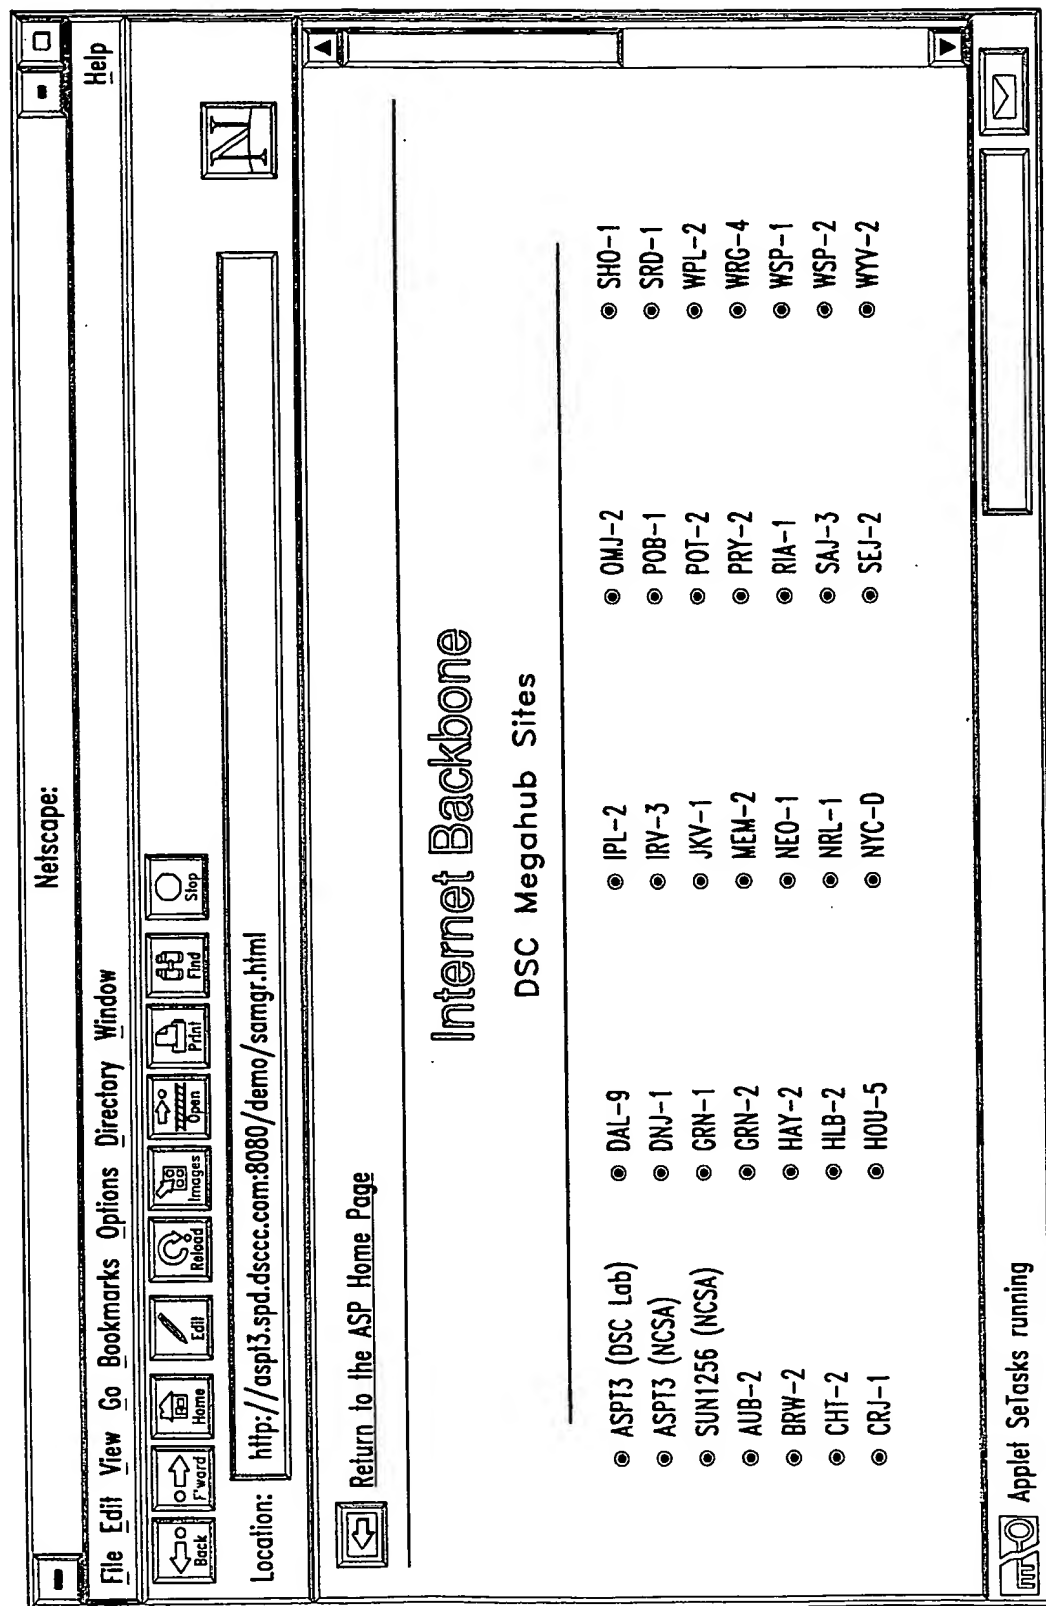 Netscape:
File Edit View Go Bookmarks Options Directory Window Help
Back F'ward Home Edit Reload Images Open Print Find Stop
Location: http://aspt3.spd.dsccc.com:8080/demo/samgr.html
N
Return to the ASP Home Page
Internet Backbone
DSC Megahub Sites
ASPT3 (DSC Lab) DAL-9 IPL-2 OMJ-2 SHO-1
ASPT3 (NCSA) DNJ-1 IRV-3 POB-1 SRD-1
SUN1256 (NCSA) GRN-1 JKV-1 POT-2 WPL-2
AUB-2 GRN-2 MEM-2 PRY-2 WRG-4
BRW-2 HAY-2 NEO-1 RIA-1 WSP-1
CHT-2 HLB-2 NRL-1 SAJ-3 WSP-2
CRJ-1 HOU-5 NYC-D SEJ-2 WYV-2
Applet SeTasks running